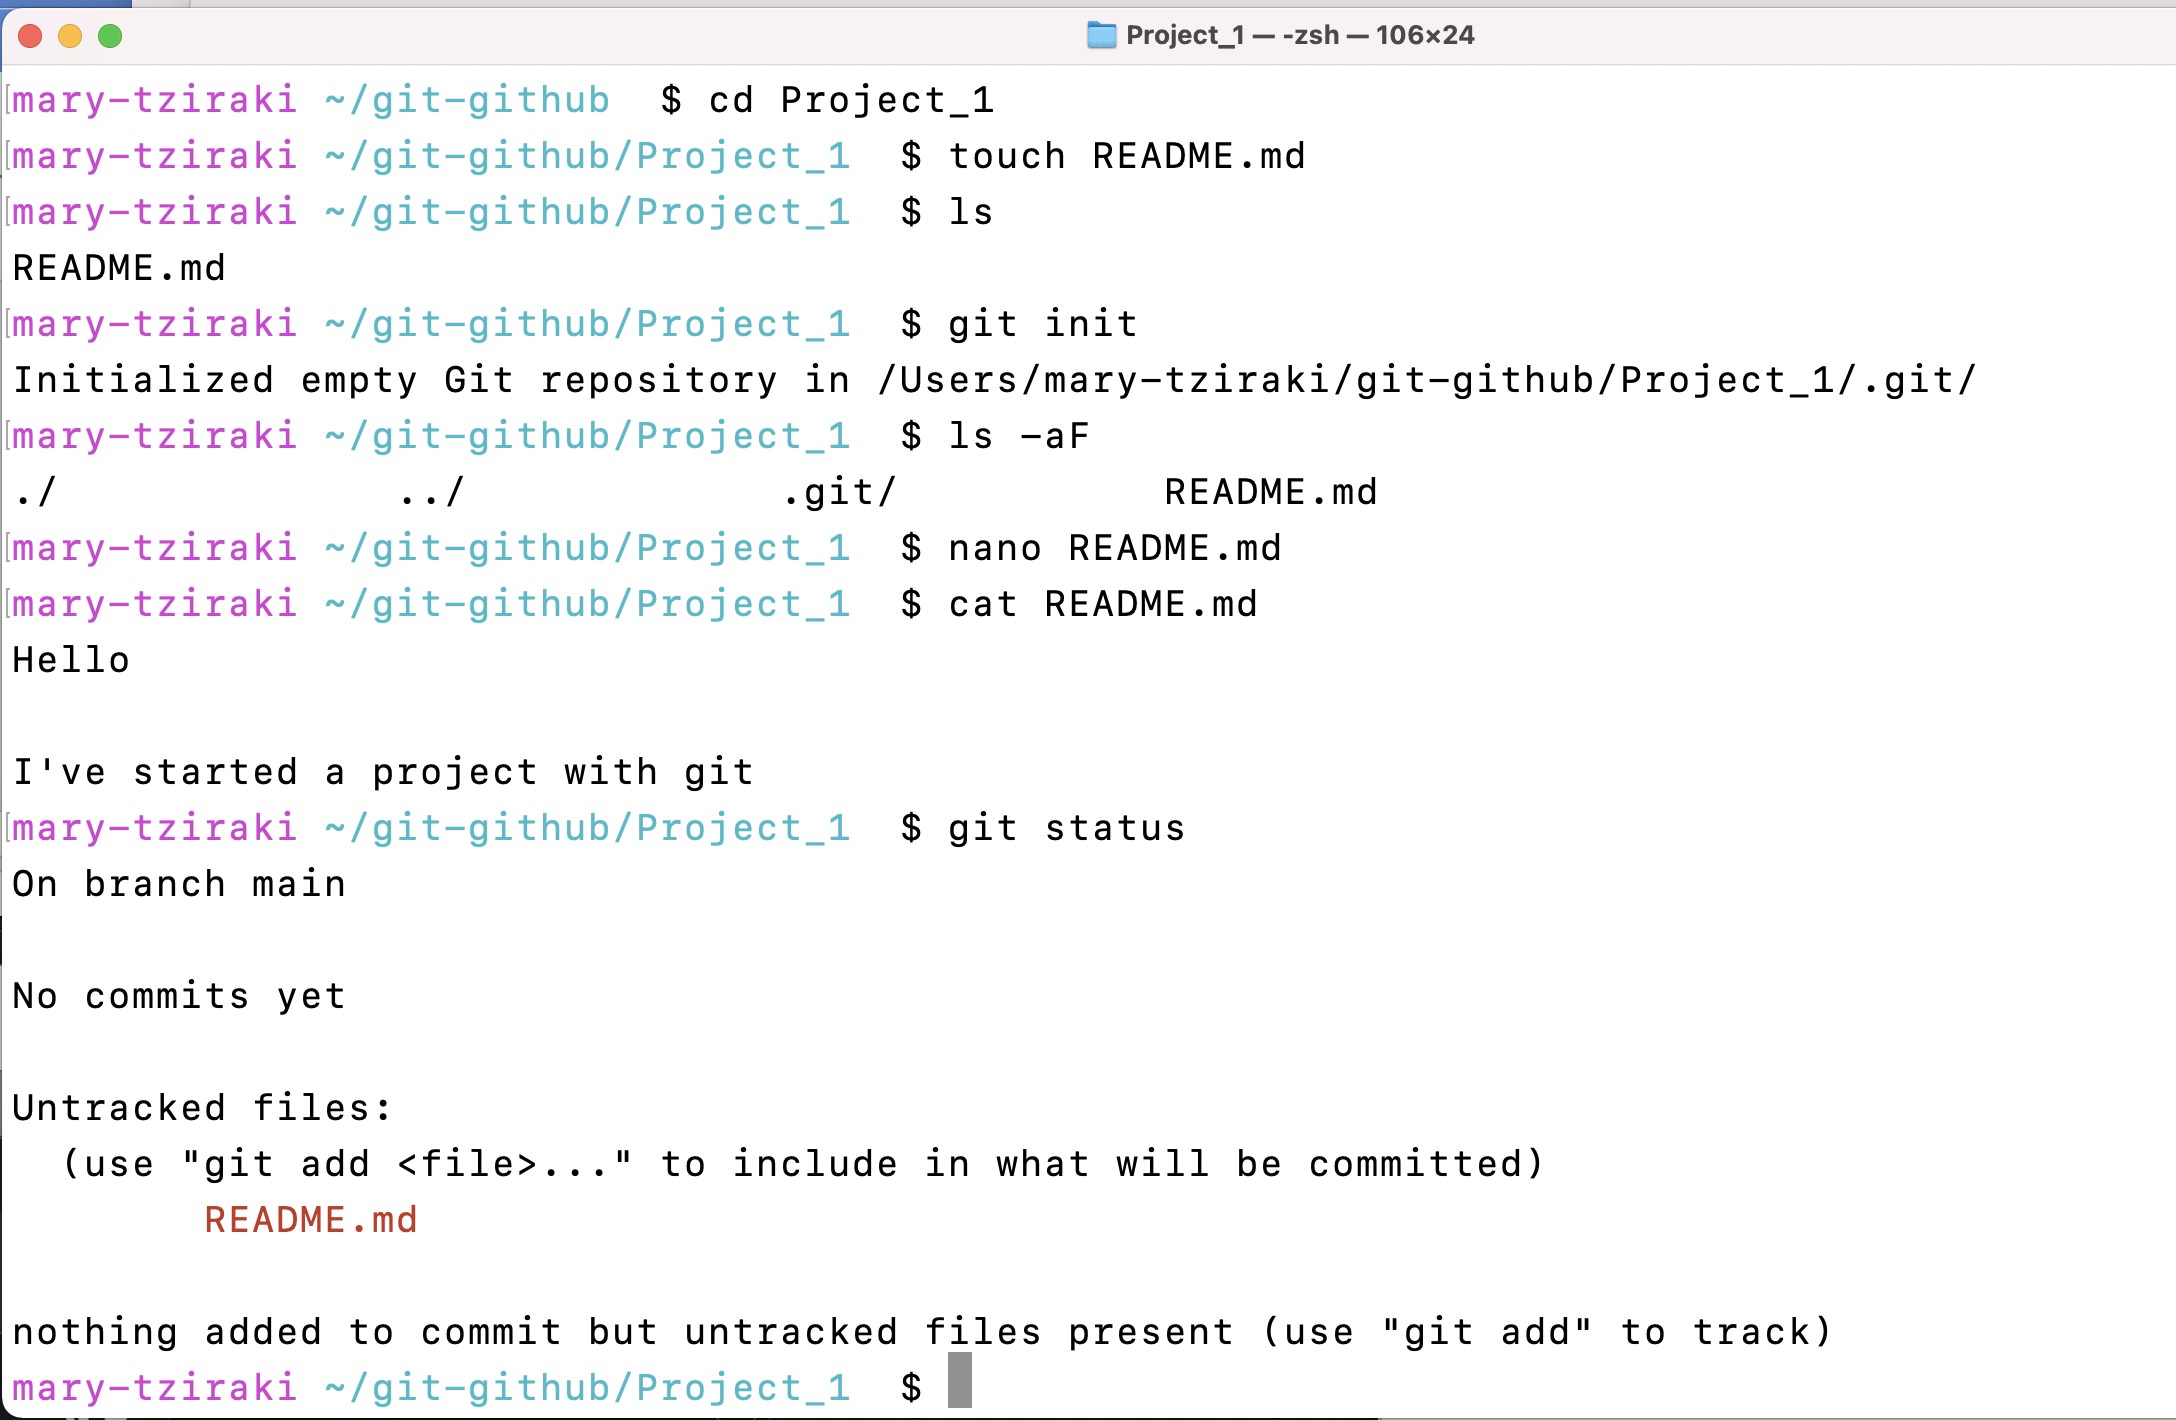 Project_1 — -zsh — 106×24
mary-tziraki ~/git-github  $ cd Project_1
mary-tziraki ~/git-github/Project_1  $ touch README.md
mary-tziraki ~/git-github/Project_1  $ ls
README.md
mary-tziraki ~/git-github/Project_1  $ git init
Initialized empty Git repository in /Users/mary-tziraki/git-github/Project_1/.git/
mary-tziraki ~/git-github/Project_1  $ ls -aF
./              ../             .git/           README.md
mary-tziraki ~/git-github/Project_1  $ nano README.md
mary-tziraki ~/git-github/Project_1  $ cat README.md
Hello
I've started a project with git
mary-tziraki ~/git-github/Project_1  $ git status
On branch main
No commits yet
Untracked files:
  (use "git add <file>..." to include in what will be committed)
        README.md
nothing added to commit but untracked files present (use "git add" to track)
mary-tziraki ~/git-github/Project_1  $